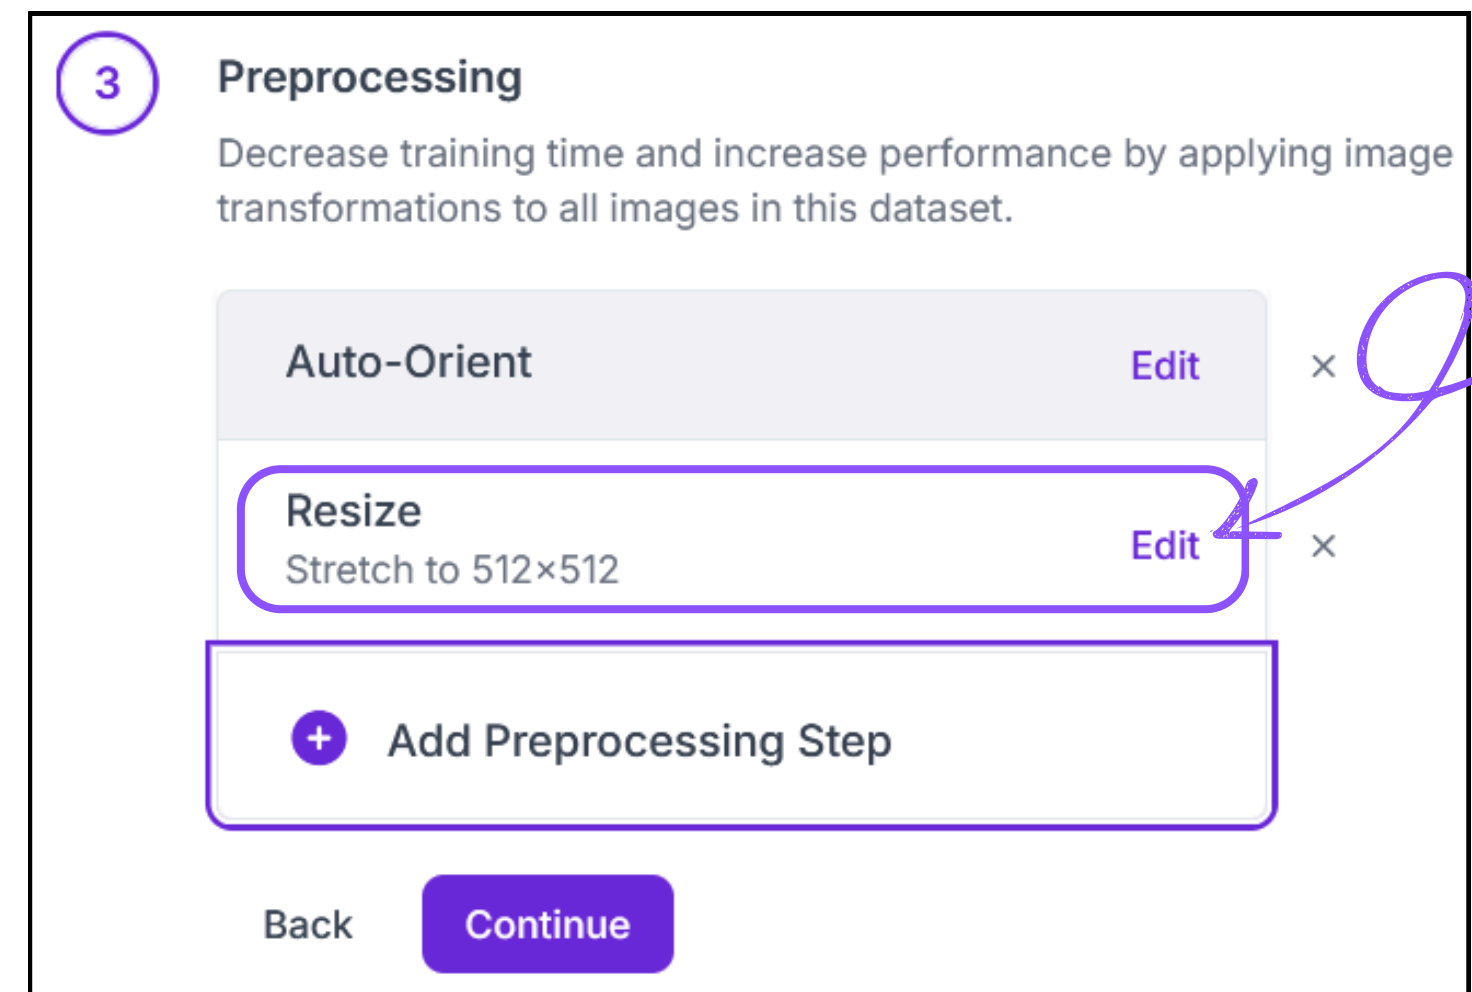 3
Preprocessing
Decrease training time and increase performance by applying image
transformations to all images in this dataset.
Auto-Orient
Edit ×
Resize
Stretch to 512×512
Edit ×
+ Add Preprocessing Step
Back Continue